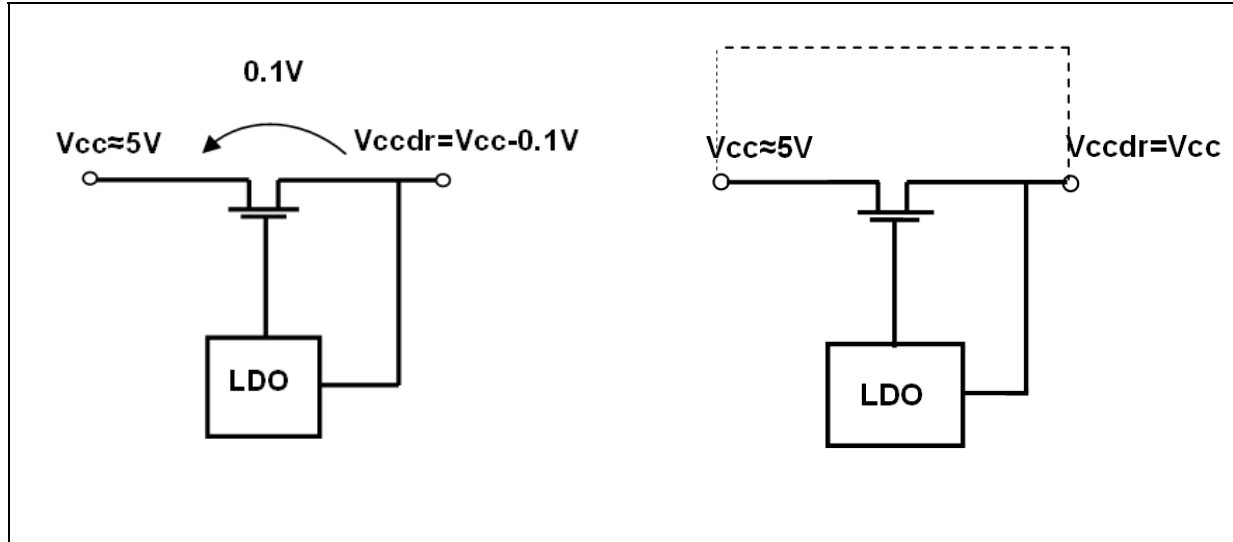 0.1V
Vcc≈5V
Vccdr=Vcc-0.1V
LDO
Vcc≈5V
Vccdr=Vcc
LDO